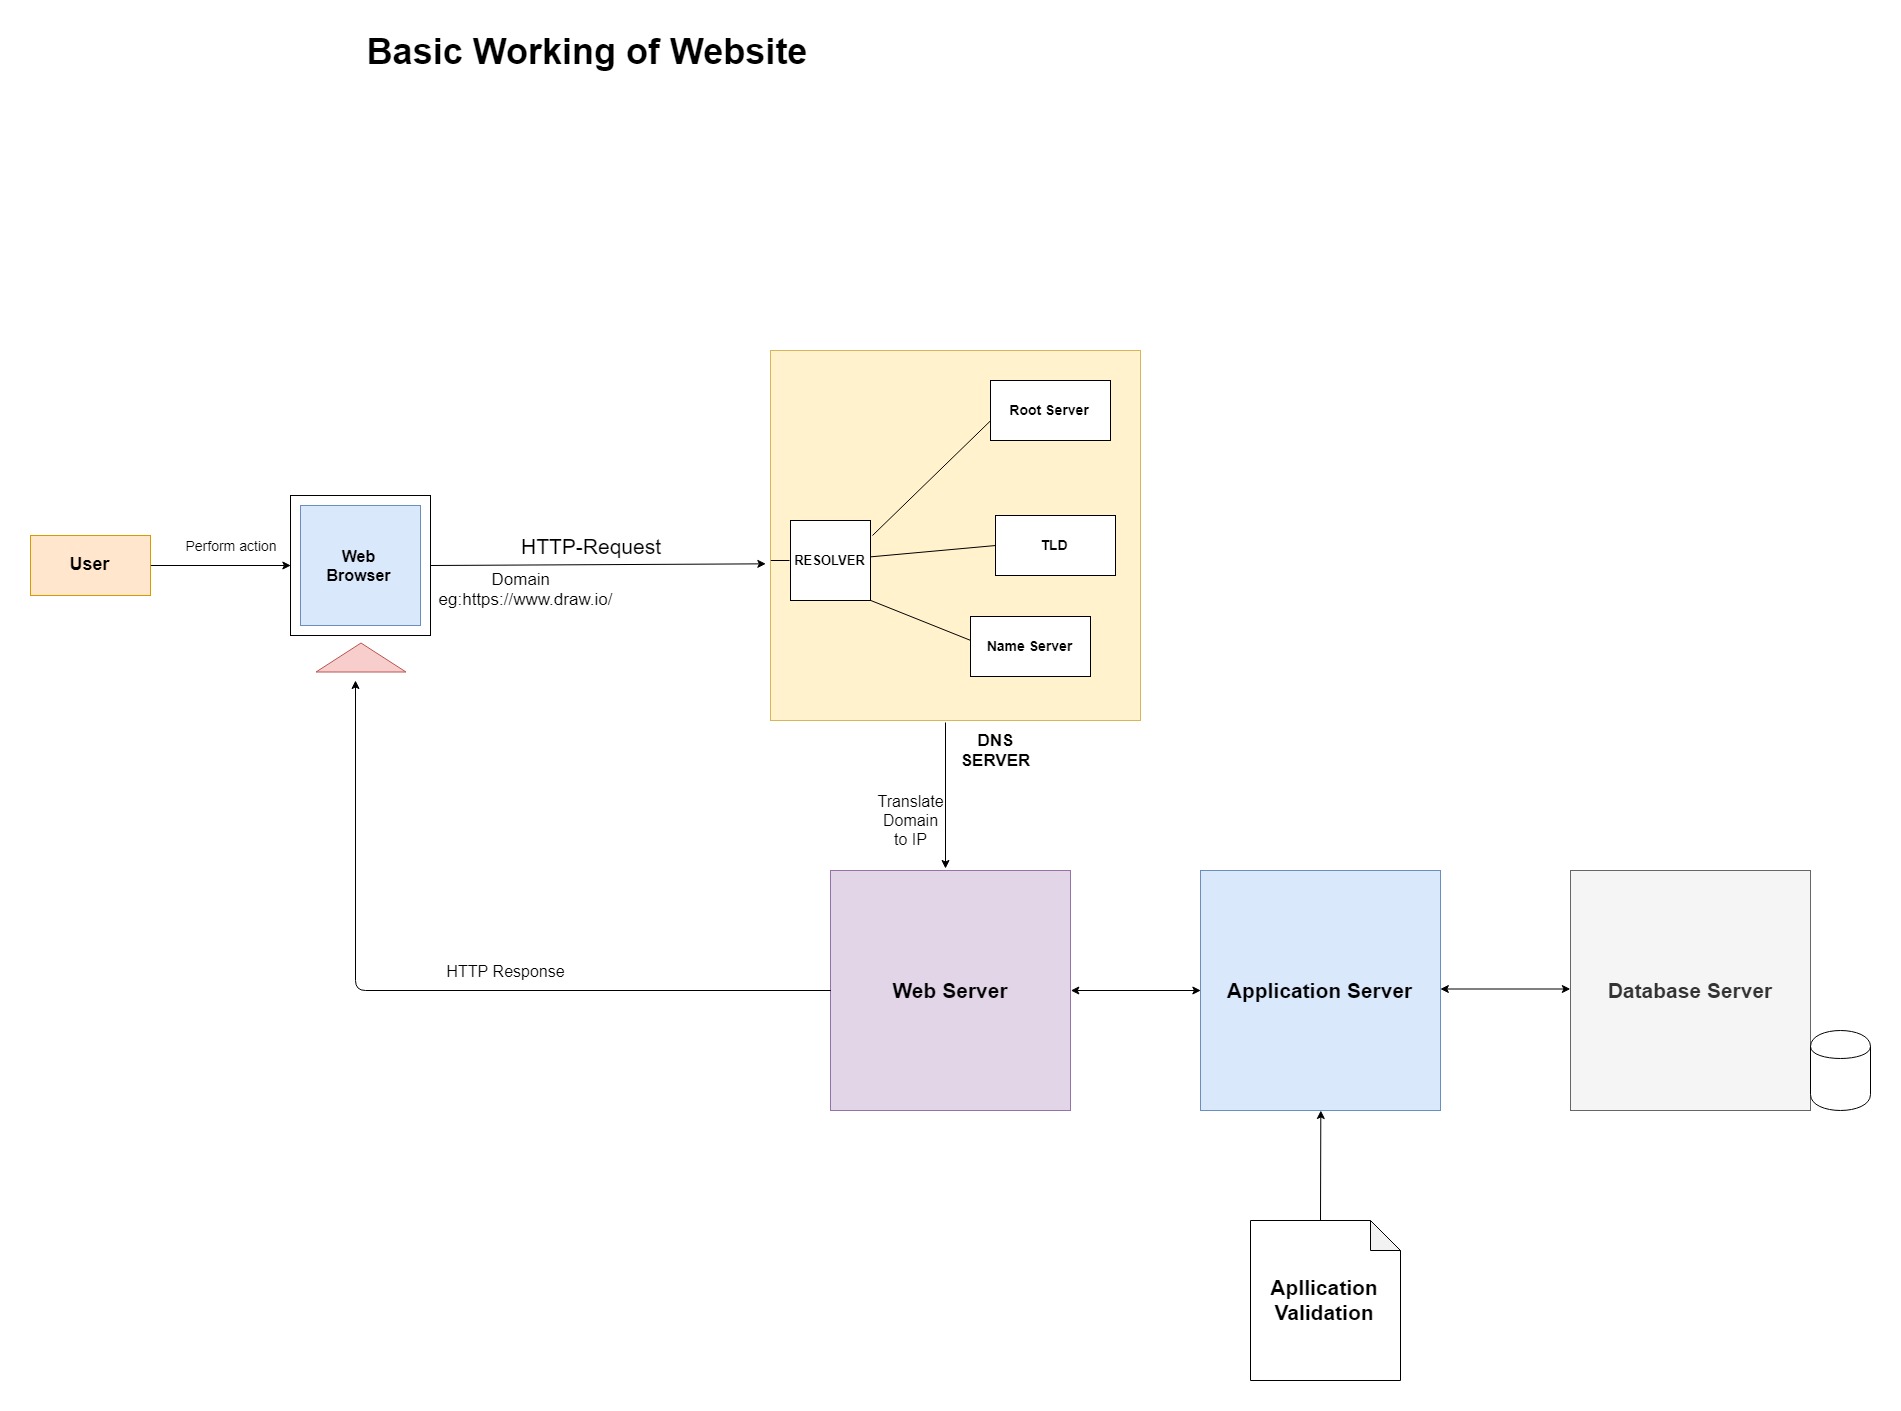 Basic Working of Website
Root Server
User
Perform action
Web
Browser
HTTP-Request
Domain
eg:https://www.draw.io/
RESOLVER
TLD
Name Server
DNS
SERVER
Translate
Domain
to IP
HTTP Response
Web Server
Application Server
Database Server
Apllication
Validation